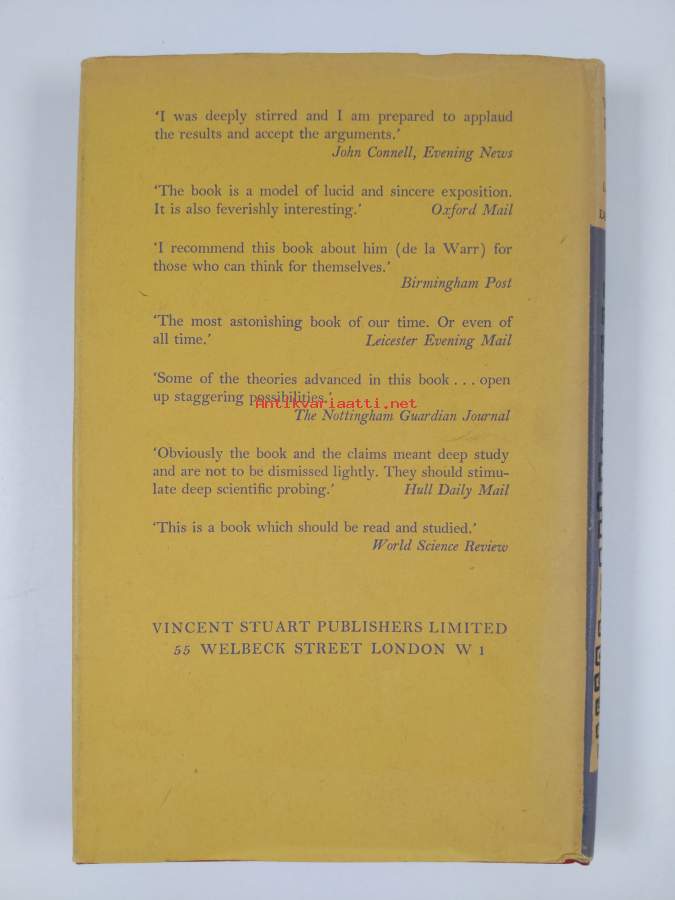 'I was deeply stirred and I am prepared to applaud
the results and accept the arguments.'
John Connell, Evening News
'The book is a model of lucid and sincere exposition.
It is also feverishly interesting.' Oxford Mail
'I recommend this book about him (de la Warr) for
those who can think for themselves.'
Birmingham Post
'The most astonishing book of our time. Or even of
all time.' Leicester Evening Mail
'Some of the theories advanced in this book . . . open
up staggering possibilities.'
Antikvariaatti.net
The Nottingham Guardian Journal
'Obviously the book and the claims meant deep study
and are not to be dismissed lightly. They should stimu-
late deep scientific probing.' Hull Daily Mail
'This is a book which should be read and studied.'
World Science Review
VINCENT STUART PUBLISHERS LIMITED
55 WELBECK STREET LONDON W 1